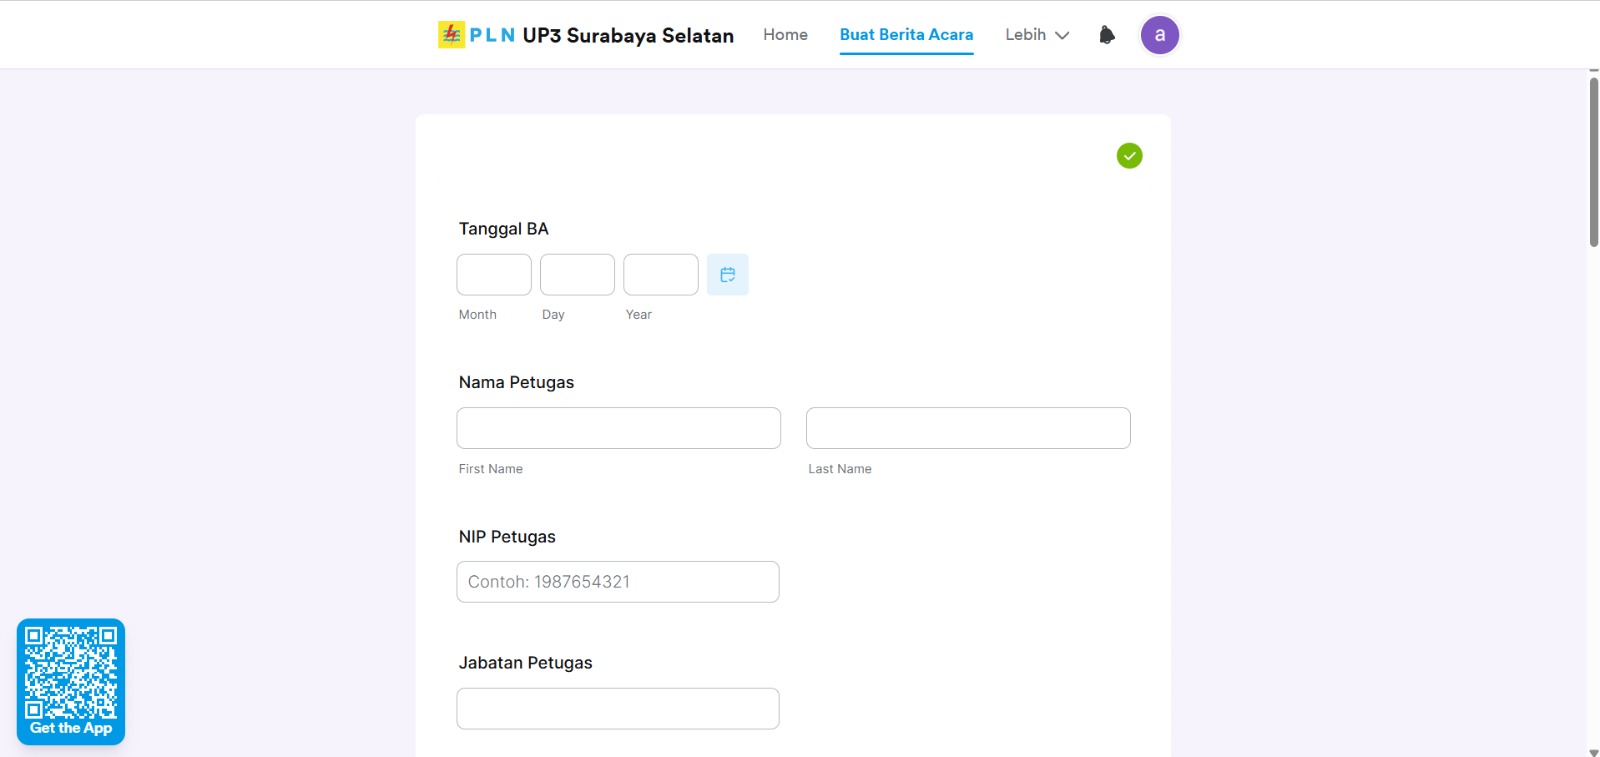 PLN UP3 Surabaya Selatan Home Buat Berita Acara Lebih a
Tanggal BA
Month Day Year
Nama Petugas
First Name Last Name
NIP Petugas
Contoh: 1987654321
Jabatan Petugas
Get the App